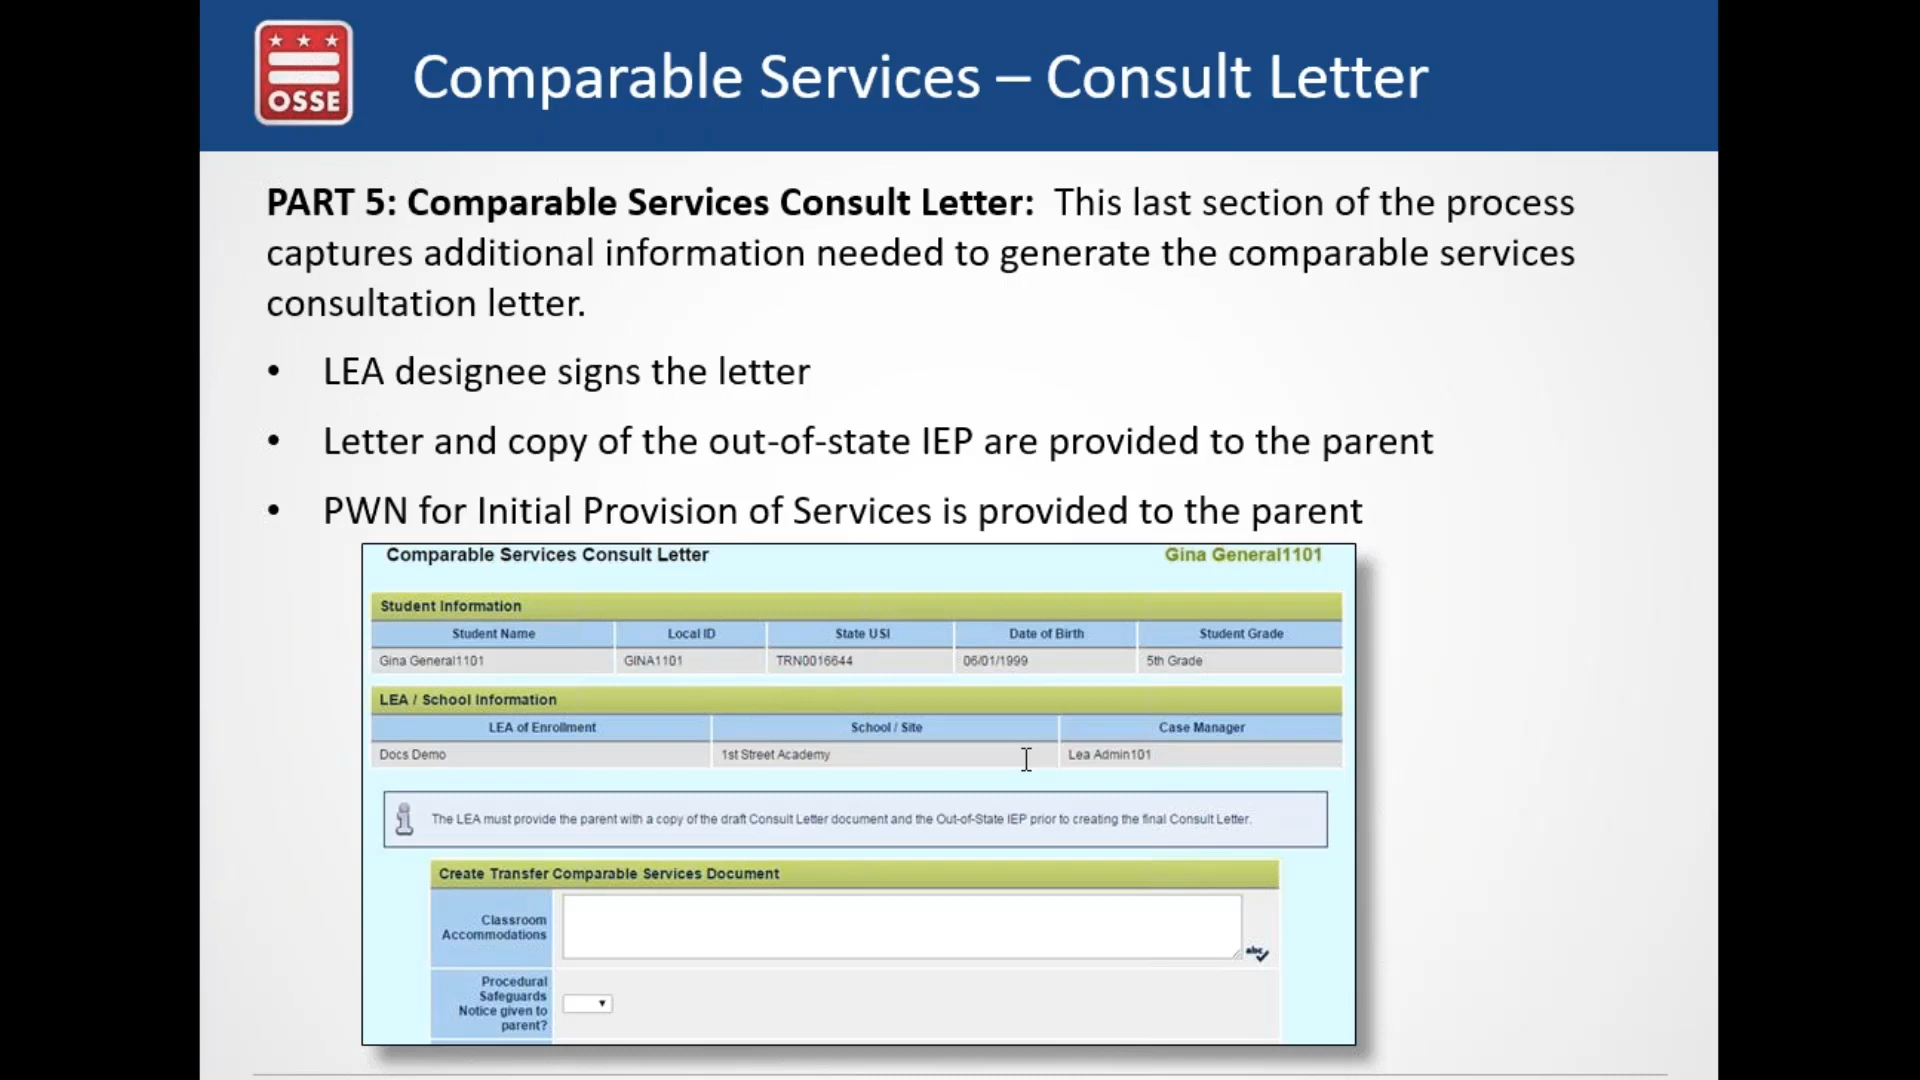 OSSE
Comparable Services – Consult Letter
PART 5: Comparable Services Consult Letter: This last section of the process
captures additional information needed to generate the comparable services
consultation letter.
• LEA designee signs the letter
• Letter and copy of the out-of-state IEP are provided to the parent
• PWN for Initial Provision of Services is provided to the parent
Comparable Services Consult Letter Gina General1101
Student Information
Student Name Local ID State USI Date of Birth Student Grade
Gina General1101 GINA1101 TRN0016644 06/01/1999 5th Grade
LEA / School Information
LEA of Enrollment School / Site Case Manager
Docs Demo 1st Street Academy Lea Admin101
The LEA must provide the parent with a copy of the draft Consult Letter document and the Out-of-State IEP prior to creating the final Consult Letter.
Create Transfer Comparable Services Document
Classroom
Accommodations
abc
Procedural
Safeguards
Notice given to
parent?